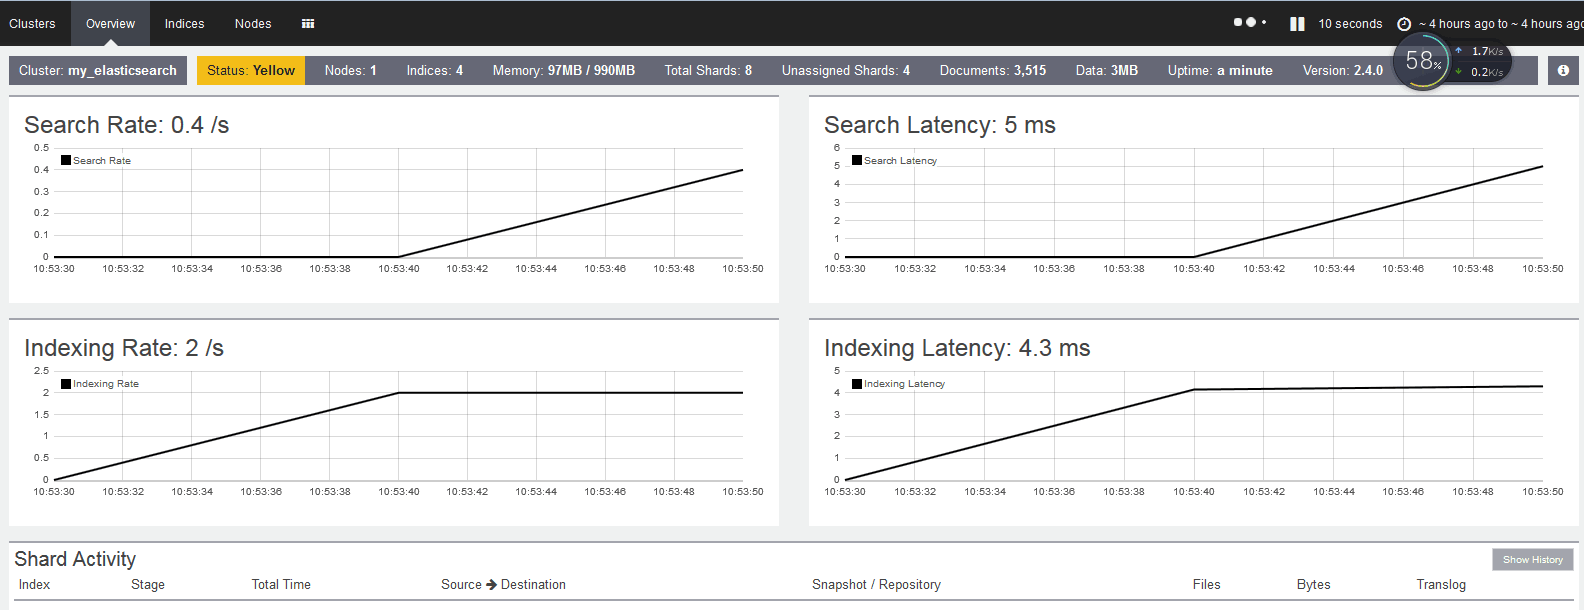 Clusters Overview Indices Nodes 10 seconds ~ 4 hours ago to ~ 4 hours ago
Cluster: my_elasticsearch Status: Yellow Nodes: 1 Indices: 4 Memory: 97MB / 990MB Total Shards: 8 Unassigned Shards: 4 Documents: 3,515 Data: 3MB Uptime: a minute Version: 2.4.0
58% 1.7K/s
0.2K/s
Search Rate: 0.4 /s
0.5
Search Rate
0.4
0.3
0.2
0.1
0
10:53:30 10:53:32 10:53:34 10:53:36 10:53:38 10:53:40 10:53:42 10:53:44 10:53:46 10:53:48 10:53:50
Search Latency: 5 ms
6
Search Latency
5
4
3
2
1
0
10:53:30 10:53:32 10:53:34 10:53:36 10:53:38 10:53:40 10:53:42 10:53:44 10:53:46 10:53:48 10:53:50
Indexing Rate: 2 /s
2.5
Indexing Rate
2
1.5
1
0.5
0
10:53:30 10:53:32 10:53:34 10:53:36 10:53:38 10:53:40 10:53:42 10:53:44 10:53:46 10:53:48 10:53:50
Indexing Latency: 4.3 ms
5
Indexing Latency
4
3
2
1
0
10:53:30 10:53:32 10:53:34 10:53:36 10:53:38 10:53:40 10:53:42 10:53:44 10:53:46 10:53:48 10:53:50
Shard Activity
Show History
Index Stage Total Time Source → Destination Snapshot / Repository Files Bytes Translog